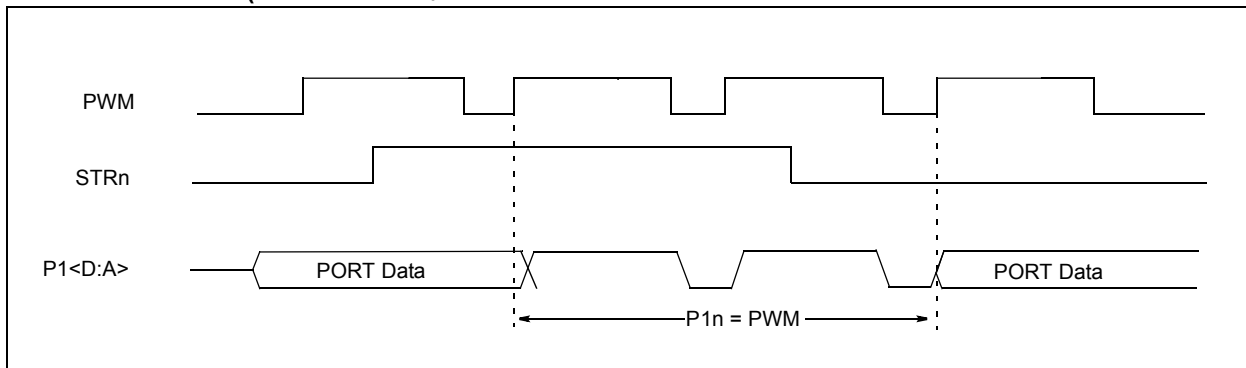 PWM
STRn
P1<D:A>
PORT Data
PORT Data
P1n = PWM